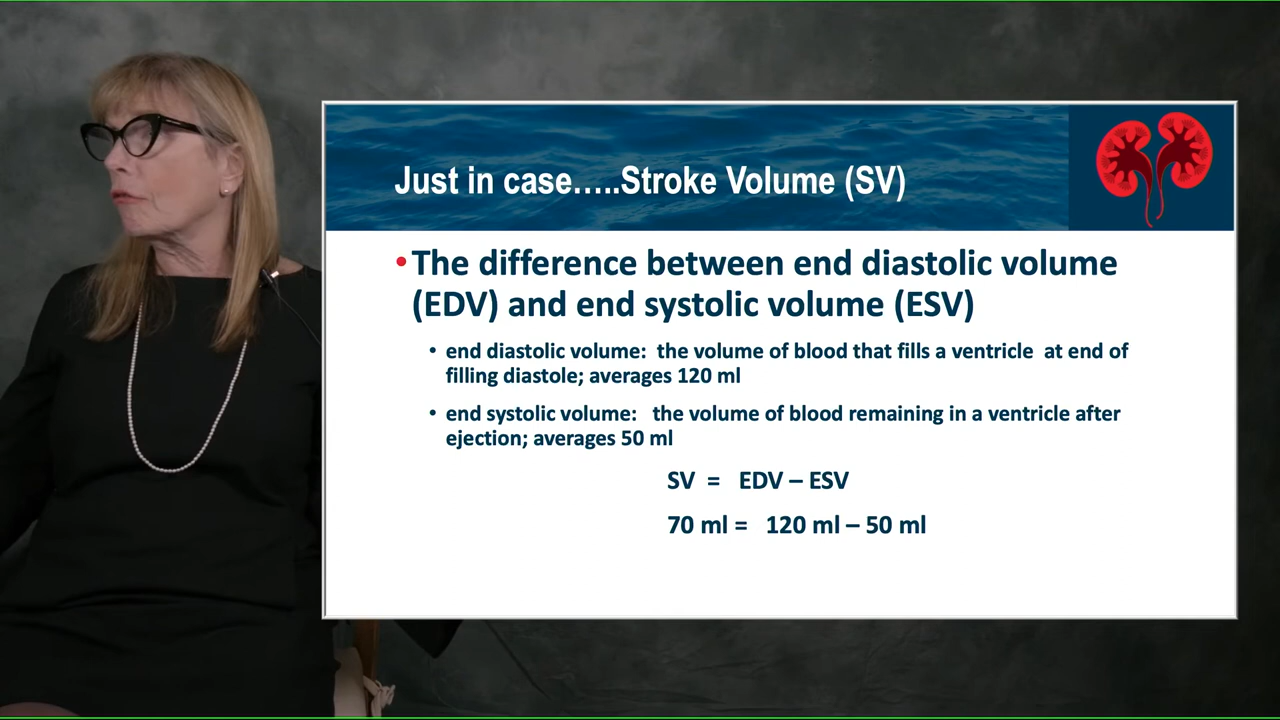 Just in case…..Stroke Volume (SV)
•The difference between end diastolic volume
(EDV) and end systolic volume (ESV)
• end diastolic volume:  the volume of blood that fills a ventricle  at end of
filling diastole; averages 120 ml
• end systolic volume:   the volume of blood remaining in a ventricle after
ejection; averages 50 ml
SV  =   EDV – ESV
70 ml =   120 ml – 50 ml